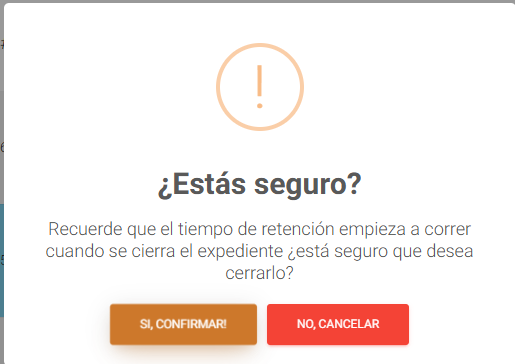 ¿Estás seguro?
Recuerde que el tiempo de retención empieza a correr
cuando se cierra el expediente ¿está seguro que desea
cerrarlo?
SI, CONFIRMAR!
NO, CANCELAR